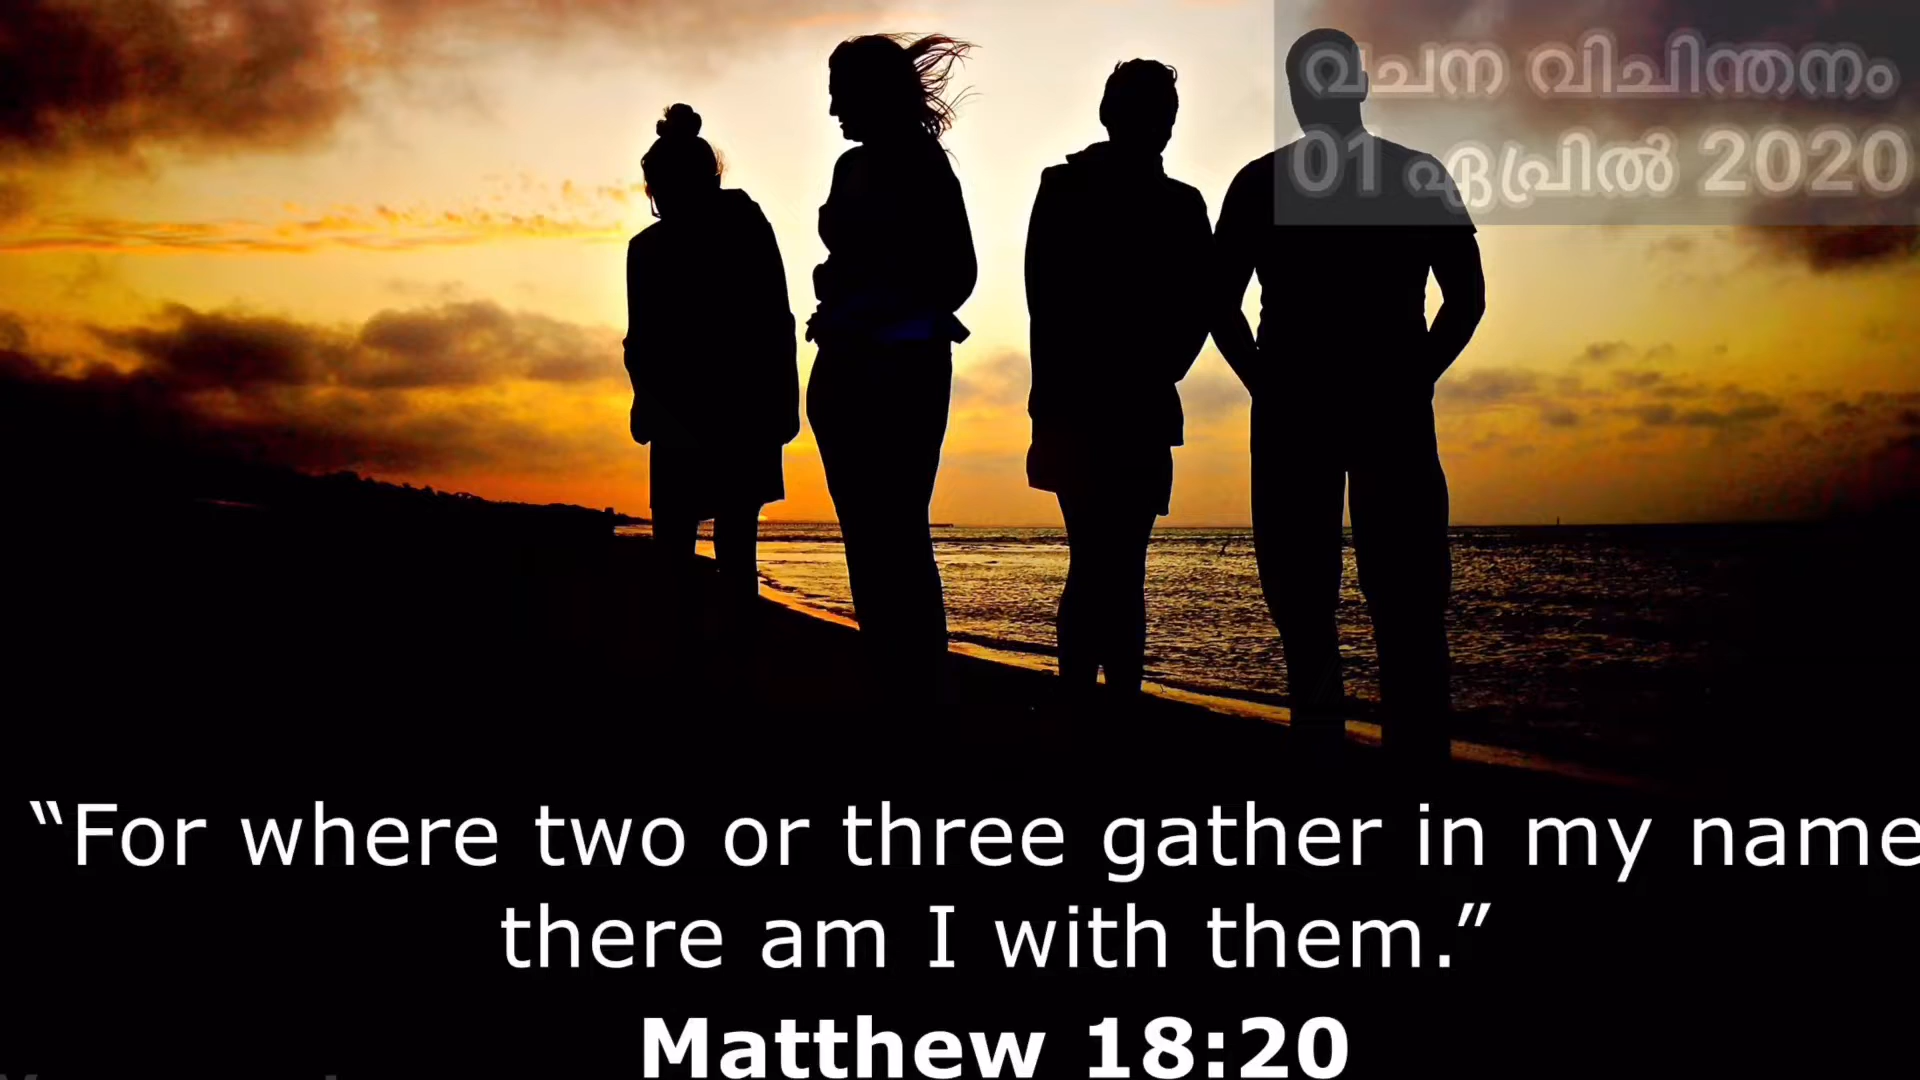 വചന വിചിന്തനം
01 ഏപ്രിൽ 2020
“For where two or three gather in my name
there am I with them.”
Matthew 18:20